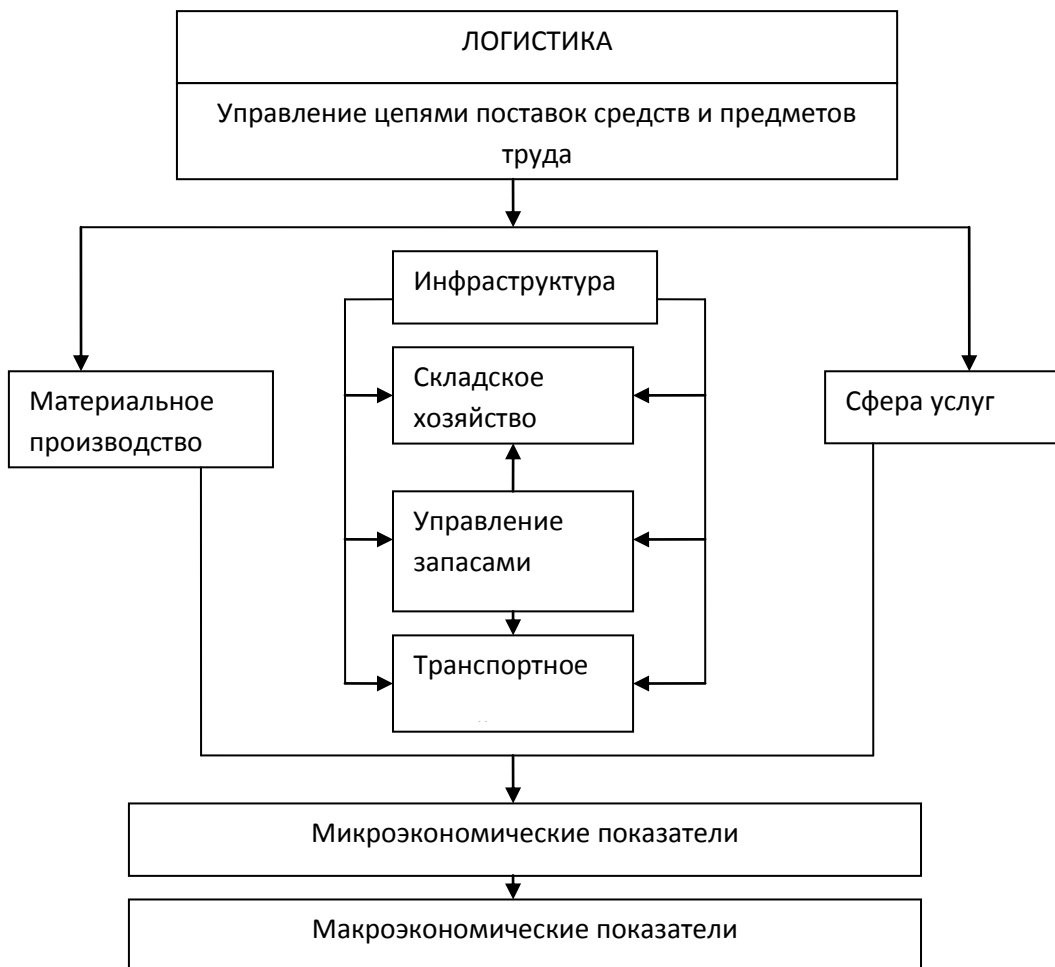 ЛОГИСТИКА
Управление цепями поставок средств и предметов
труда
Инфраструктура
Складское
хозяйство
Материальное
производство
Сфера услуг
Управление
запасами
Транспортное
Микроэкономические показатели
Макроэкономические показатели